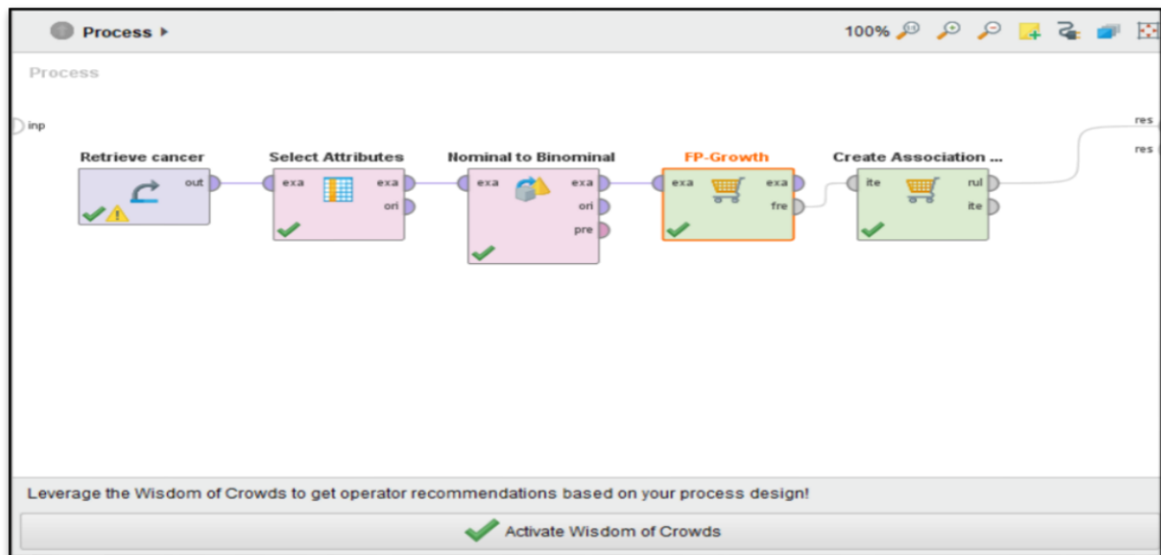 Process
100%
Process
inp
res
res
Retrieve cancer
out
Select Attributes
exa exa
ori
Nominal to Binominal
exa exa
ori
pre
FP-Growth
exa exa
fre
Create Association ...
ite rul
ite
Leverage the Wisdom of Crowds to get operator recommendations based on your process design!
Activate Wisdom of Crowds